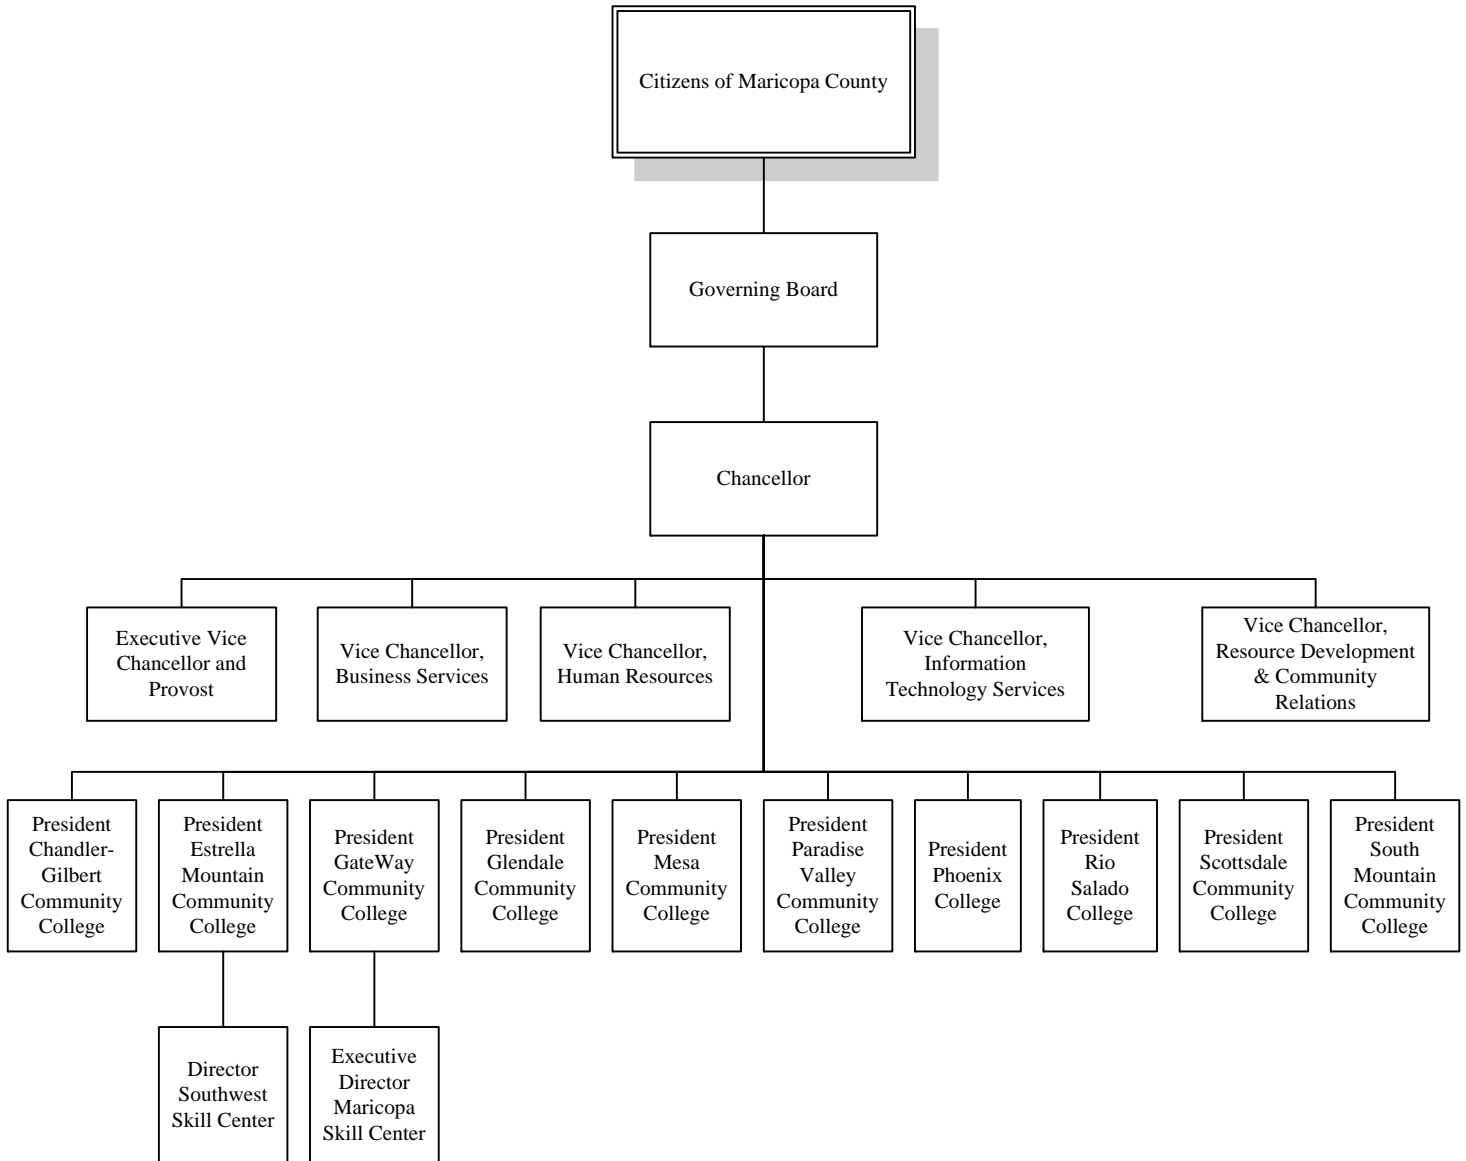 Citizens of Maricopa County
Governing Board
Chancellor
Executive Vice
Chancellor and
Provost
Vice Chancellor,
Business Services
Vice Chancellor,
Human Resources
Vice Chancellor,
Information
Technology Services
Vice Chancellor,
Resource Development
& Community
Relations
President
Chandler-
Gilbert
Community
College
President
Estrella
Mountain
Community
College
President
GateWay
Community
College
President
Glendale
Community
College
President
Mesa
Community
College
President
Paradise
Valley
Community
College
President
Phoenix
College
President
Rio
Salado
College
President
Scottsdale
Community
College
President
South
Mountain
Community
College
Director
Southwest
Skill Center
Executive
Director
Maricopa
Skill Center